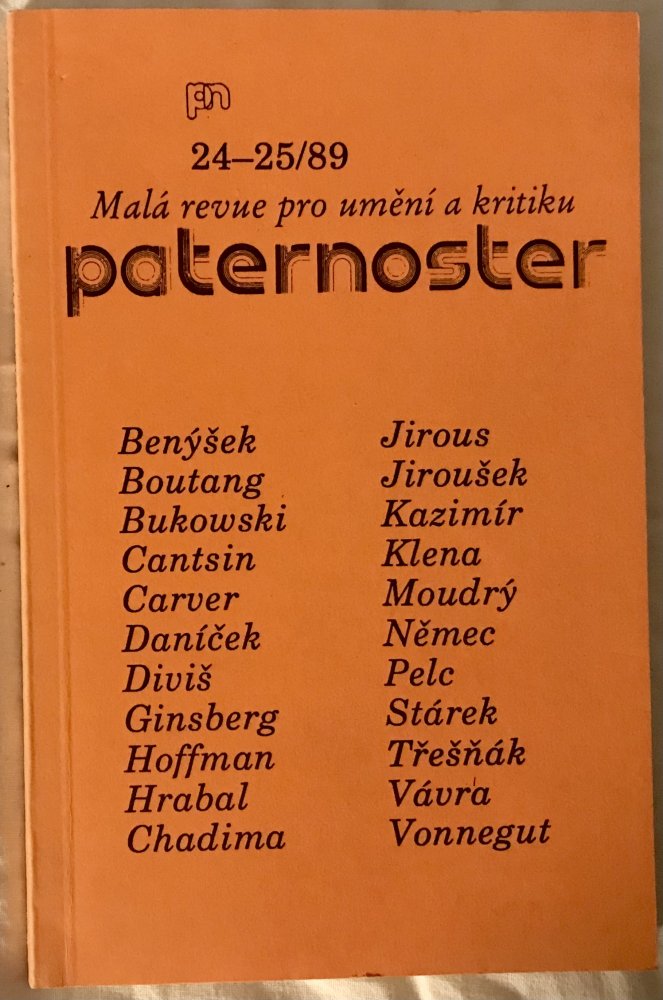 pn
24–25/89
Malá revue pro umění a kritiku
paternoster
Benýšek
Boutang
Bukowski
Cantsin
Carver
Daníček
Diviš
Ginsberg
Hoffman
Hrabal
Chadima
Jirous
Jiroušek
Kazimír
Klena
Moudrý
Němec
Pelc
Stárek
Třešňák
Vávra
Vonnegut